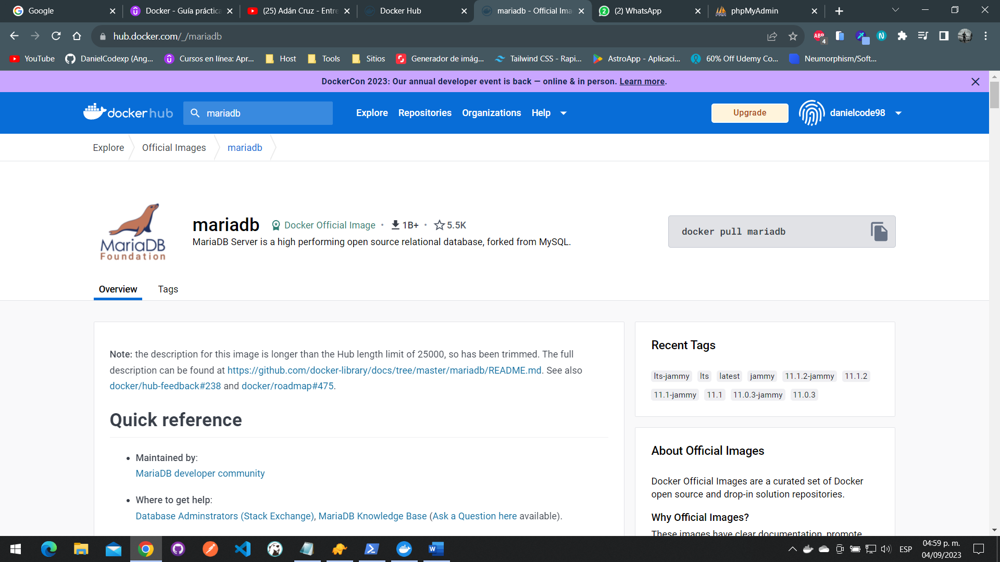 Google
Docker - Guía práctica
(25) Adán Cruz - Entre
Docker Hub
mariadb - Official Ima
(2) WhatsApp
phpMyAdmin
hub.docker.com/_/mariadb
ABP
4
YouTube
DanielCodexp (Ang...
Cursos en línea: Apr...
Host
Tools
Sitios
Generador de imág...
Tailwind CSS - Rapi...
AstroApp - Aplicaci...
60% Off Udemy Co...
Neumorphism/Soft...
DockerCon 2023: Our annual developer event is back — online & in person. Learn more.
dockerhub
mariadb
Explore
Repositories
Organizations
Help
Upgrade
danielcode98
Explore
Official Images
mariadb
MariaDB
Foundation
mariadb
Docker Official Image
•
1B+
•
5.5K
MariaDB Server is a high performing open source relational database, forked from MySQL.
docker pull mariadb
Overview
Tags
Note: the description for this image is longer than the Hub length limit of 25000, so has been trimmed. The full
description can be found at https://github.com/docker-library/docs/tree/master/mariadb/README.md. See also
docker/hub-feedback#238 and docker/roadmap#475.
Quick reference
• Maintained by:
MariaDB developer community
• Where to get help:
Database Adminstrators (Stack Exchange), MariaDB Knowledge Base (Ask a Question here available).
Recent Tags
lts-jammy lts latest jammy 11.1.2-jammy 11.1.2
11.1-jammy 11.1 11.0.3-jammy 11.0.3
About Official Images
Docker Official Images are a curated set of Docker
open source and drop-in solution repositories.
Why Official Images?
These images have clear documentation, promote
ESP
04:59 p. m.
04/09/2023